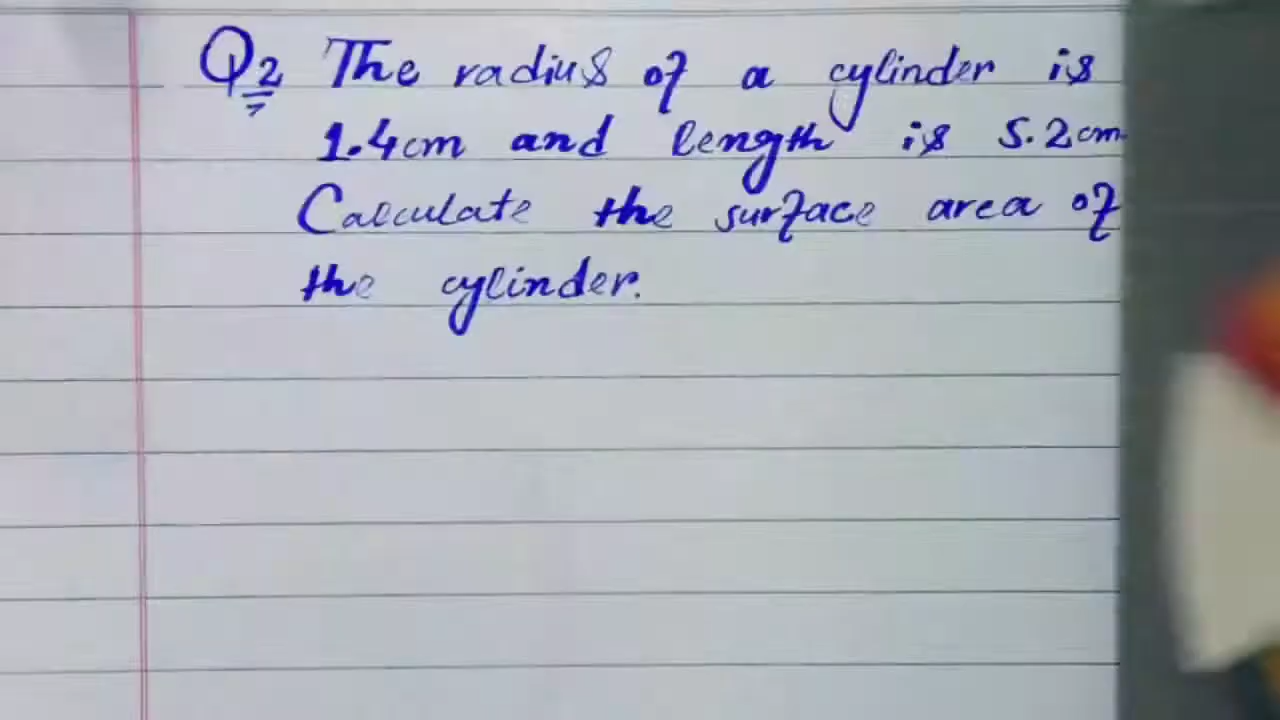 Q2 The radius of a cylinder is
1.4cm and length is 5.2cm.
Calculate the surface area of
the cylinder.